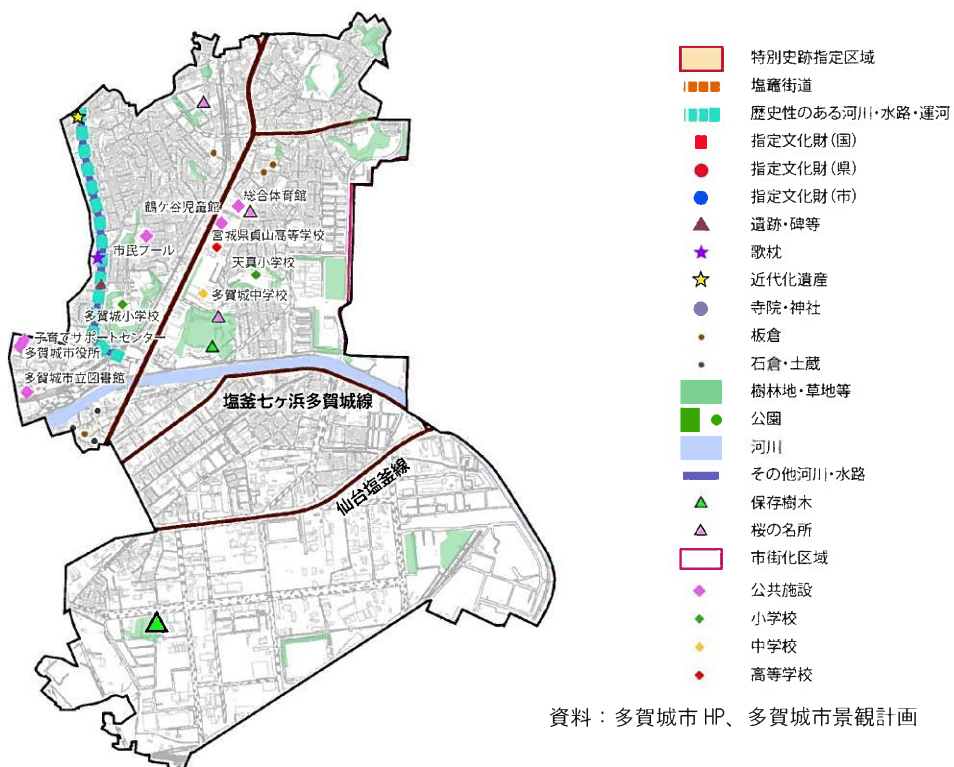 総合体育館
鶴ケ谷児童館
宮城県貞山高等学校
市民プール
天真小学校
多賀城中学校
多賀城小学校
子育てサポートセンター
多賀城市役所
多賀城市立図書館
塩釜七ヶ浜多賀城線
仙台塩釜線
特別史跡指定区域
塩竈街道
歴史性のある河川・水路・運河
指定文化財(国)
指定文化財(県)
指定文化財(市)
遺跡・碑等
歌枕
近代化遺産
寺院・神社
板倉
石倉・土蔵
樹林地・草地等
公園
河川
その他河川・水路
保存樹木
桜の名所
市街化区域
公共施設
小学校
中学校
高等学校
資料：多賀城市 HP、多賀城市景観計画